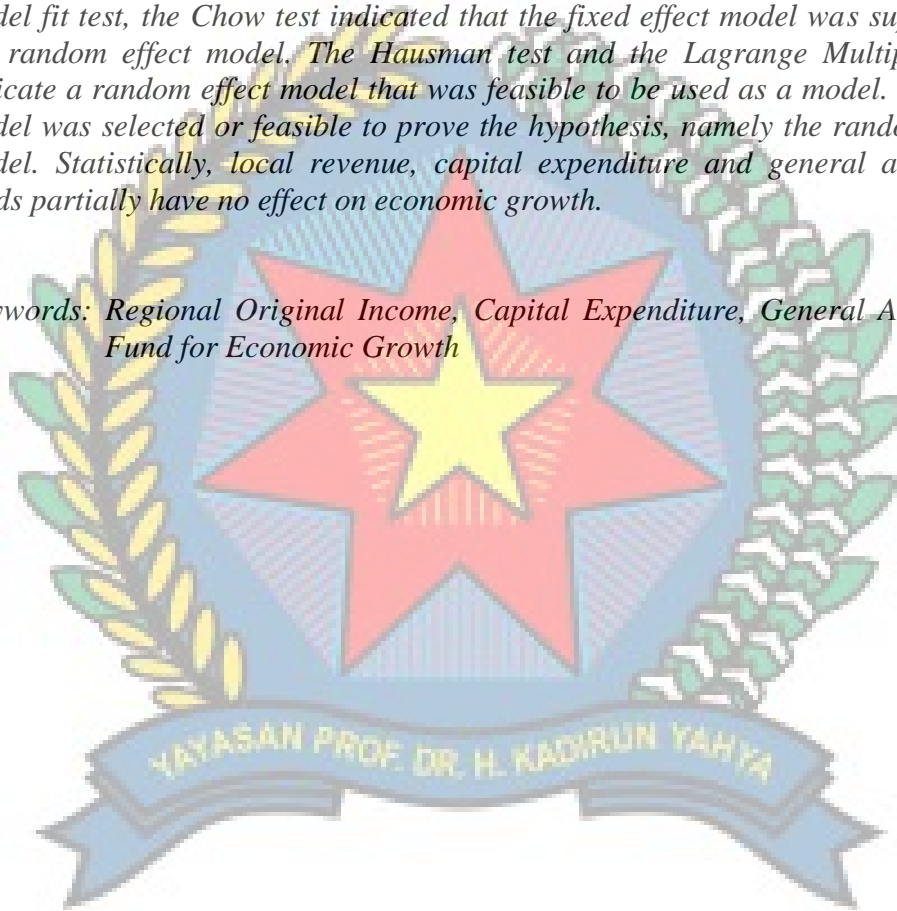 del fit test, the Chow test indicated that the fixed effect model was su
random effect model. The Hausman test and the Lagrange Multip
icate a random effect model that was feasible to be used as a model.
del was selected or feasible to prove the hypothesis, namely the rando
del. Statistically, local revenue, capital expenditure and general a
ds partially have no effect on economic growth.
words: Regional Original Income, Capital Expenditure, General A
Fund for Economic Growth
YAYASAN PROF. DR. H. KADIRUN YAHYA